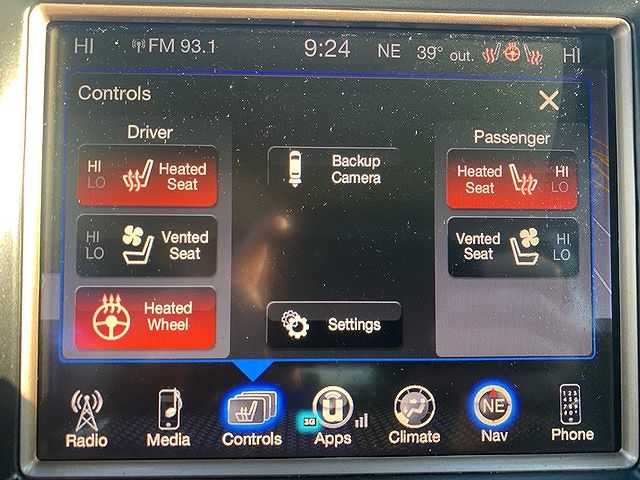 HI FM 93.1 9:24 NE 39° out. HI
Controls
Driver
Passenger
HI
LO
Heated
Seat
Backup
Camera
Heated
Seat
HI
LO
HI
LO
Vented
Seat
Vented
Seat
HI
LO
Heated
Wheel
Settings
NE
3G
U
Radio Media Controls Apps Climate Nav Phone